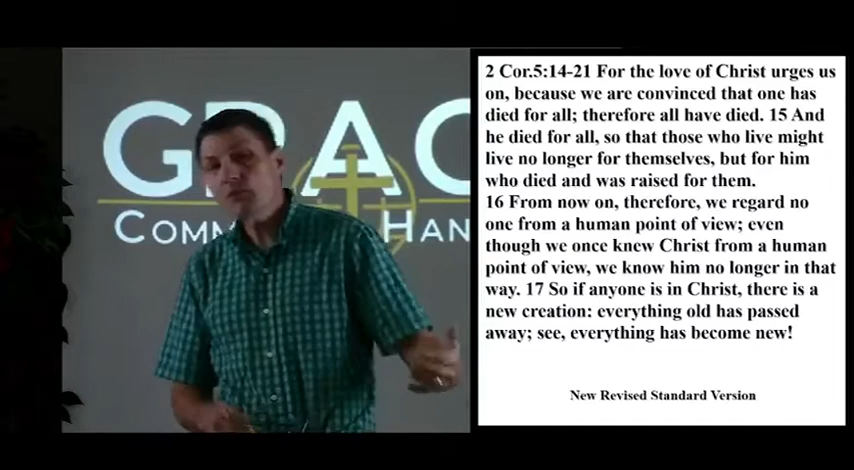 GRAC
COMM HAN
2 Cor.5:14-21 For the love of Christ urges us
on, because we are convinced that one has
died for all; therefore all have died. 15 And
he died for all, so that those who live might
live no longer for themselves, but for him
who died and was raised for them.
16 From now on, therefore, we regard no
one from a human point of view; even
though we once knew Christ from a human
point of view, we know him no longer in that
way. 17 So if anyone is in Christ, there is a
new creation: everything old has passed
away; see, everything has become new!
New Revised Standard Version